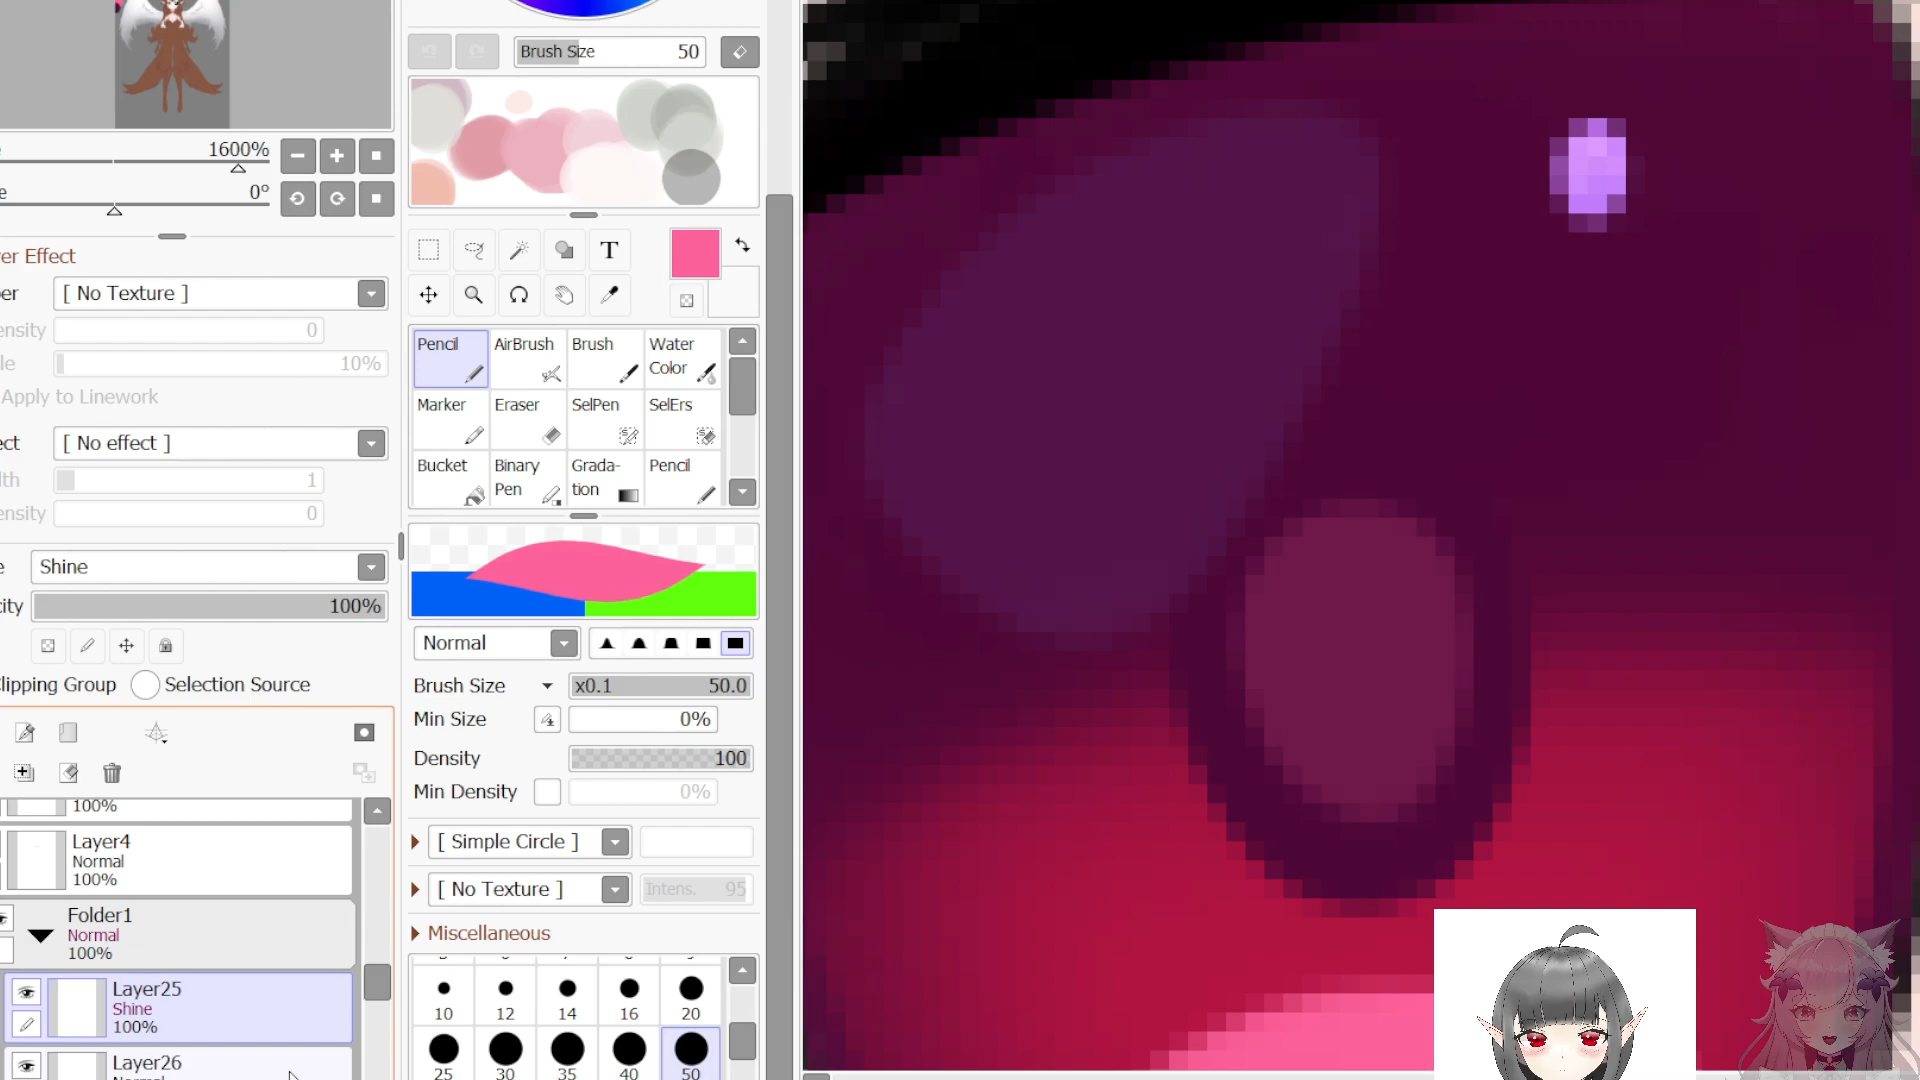 Brush Size 50
1600%
0°
er Effect
er [ No Texture ]
ensity 0
le 10%
Apply to Linework
ect [ No effect ]
lth 1
ensity 0
e Shine
city 100%
lipping Group Selection Source
100%
Layer4
Normal
100%
Folder1
Normal
100%
Layer25
Shine
100%
Layer26
T
Pencil AirBrush Brush Water Color
Marker Eraser SelPen SelErs
Bucket Binary Pen Grada-tion Pencil
Normal
Brush Size x0.1 50.0
Min Size 0%
Density 100
Min Density 0%
[ Simple Circle ]
[ No Texture ] Intens. 95
Miscellaneous
10 12 14 16 20
25 30 35 40 50